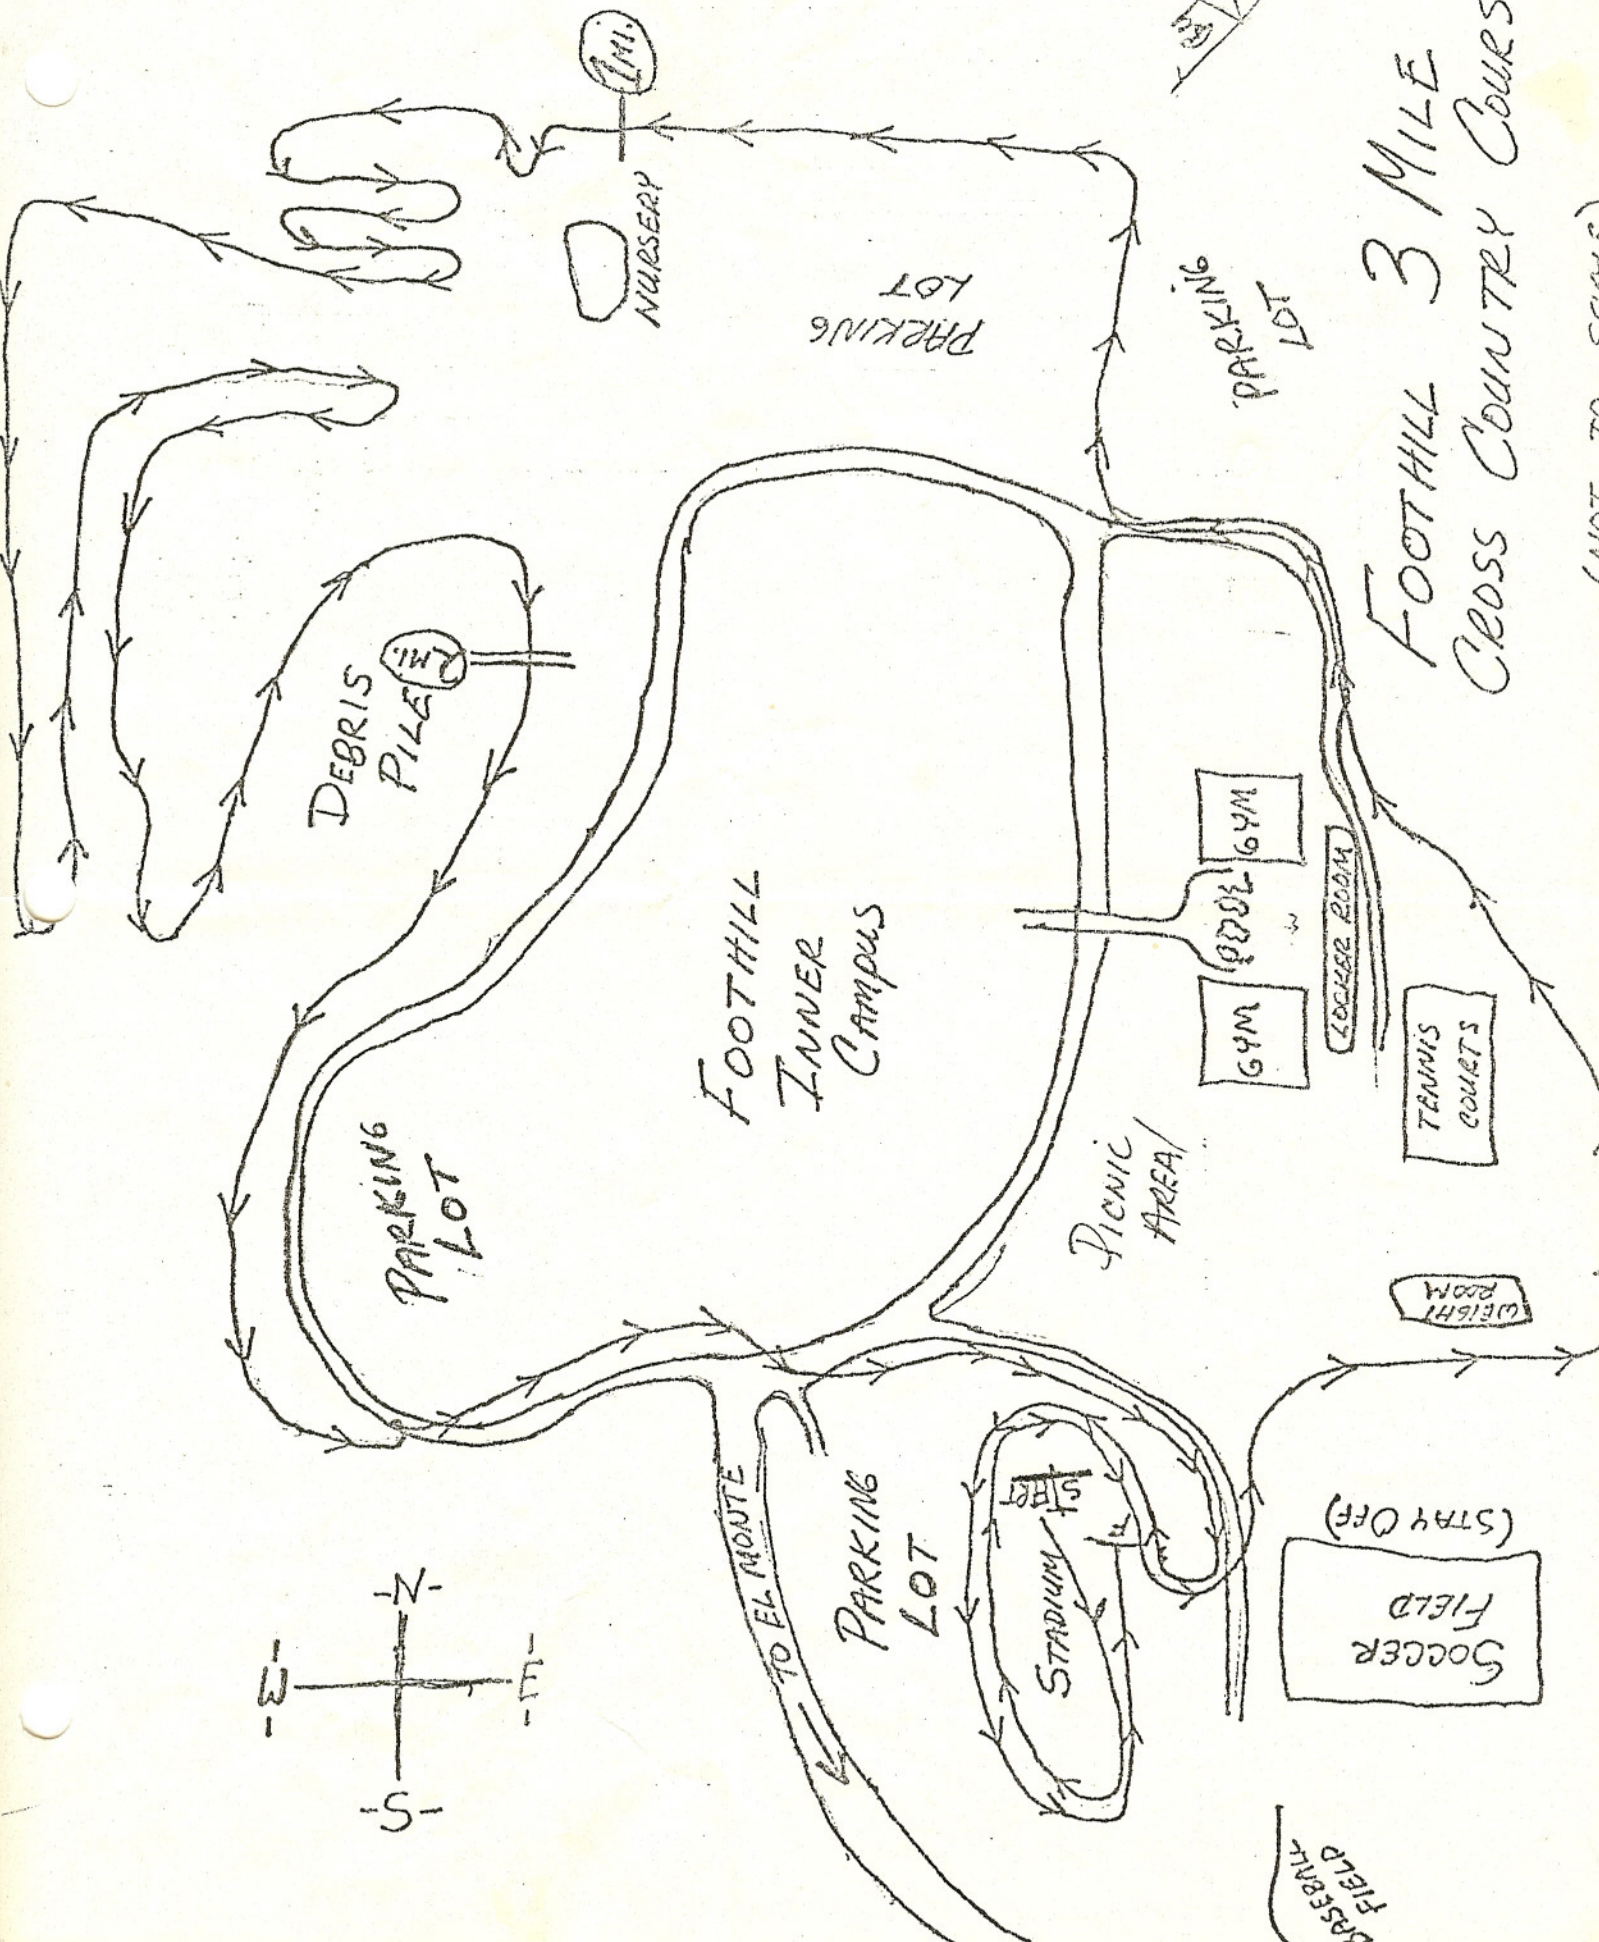 FOOTHILL 3 MILE
CROSS COUNTRY COURS
1 MI.
NURSERY
PARKING
LOT
PARKING
LOT
DEBRIS
PILE
2 MI.
FOOTHILL
INNER
CAMPUS
PARKING
LOT
GYM
POOL
GYM
LOCKER ROOM
TENNIS
COURTS
PICNIC
AREA
WEIGHT
ROOM
TO EL MONTE
PARKING
LOT
STADIUM
START
(STAY OFF)
SOCCER
FIELD
BASEBALL
FIELD
-N-
-W-
-E-
-S-